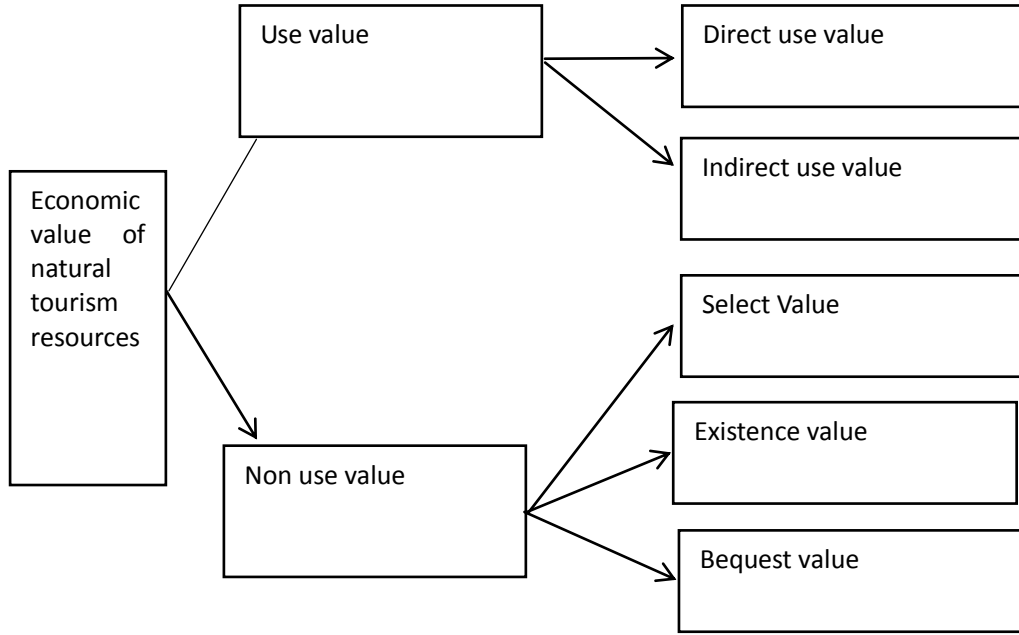 Use value
Direct use value
Indirect use value
Economic
value of
natural
tourism
resources
Select Value
Existence value
Non use value
Bequest value